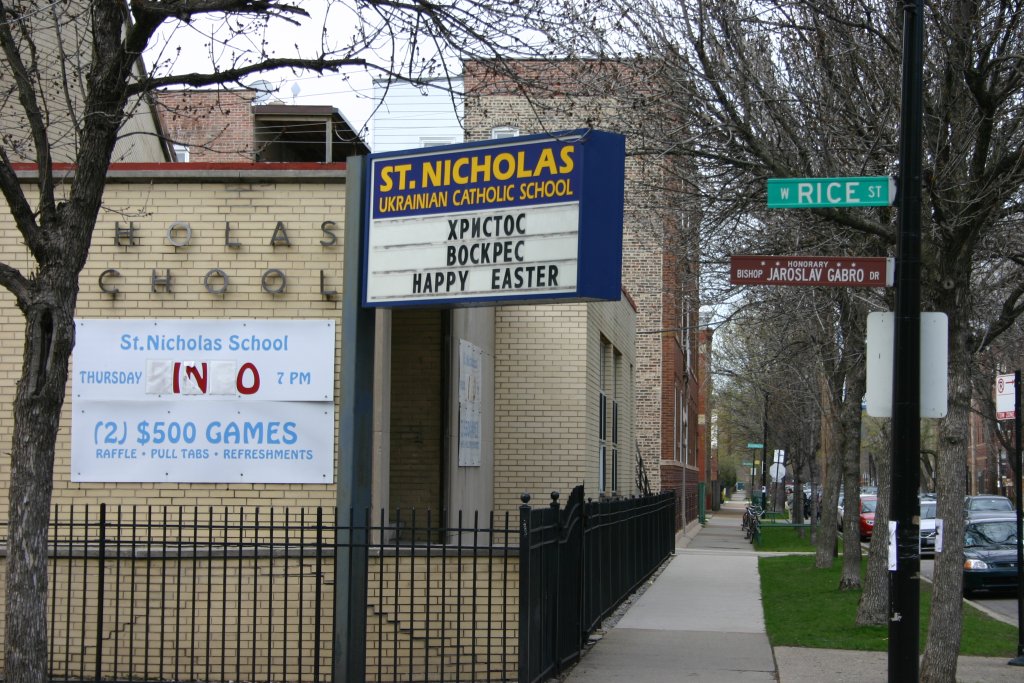 ST. NICHOLAS
UKRAINIAN CATHOLIC SCHOOL
ХРИСТОС
ВОСКРЕС
HAPPY EASTER
HOLAS
CHOOL
St. Nicholas School
THURSDAY IN O 7 PM
(2) $500 GAMES
RAFFLE • PULL TABS • REFRESHMENTS
W RICE ST
HONORARY
BISHOP JAROSLAV GABRO DR